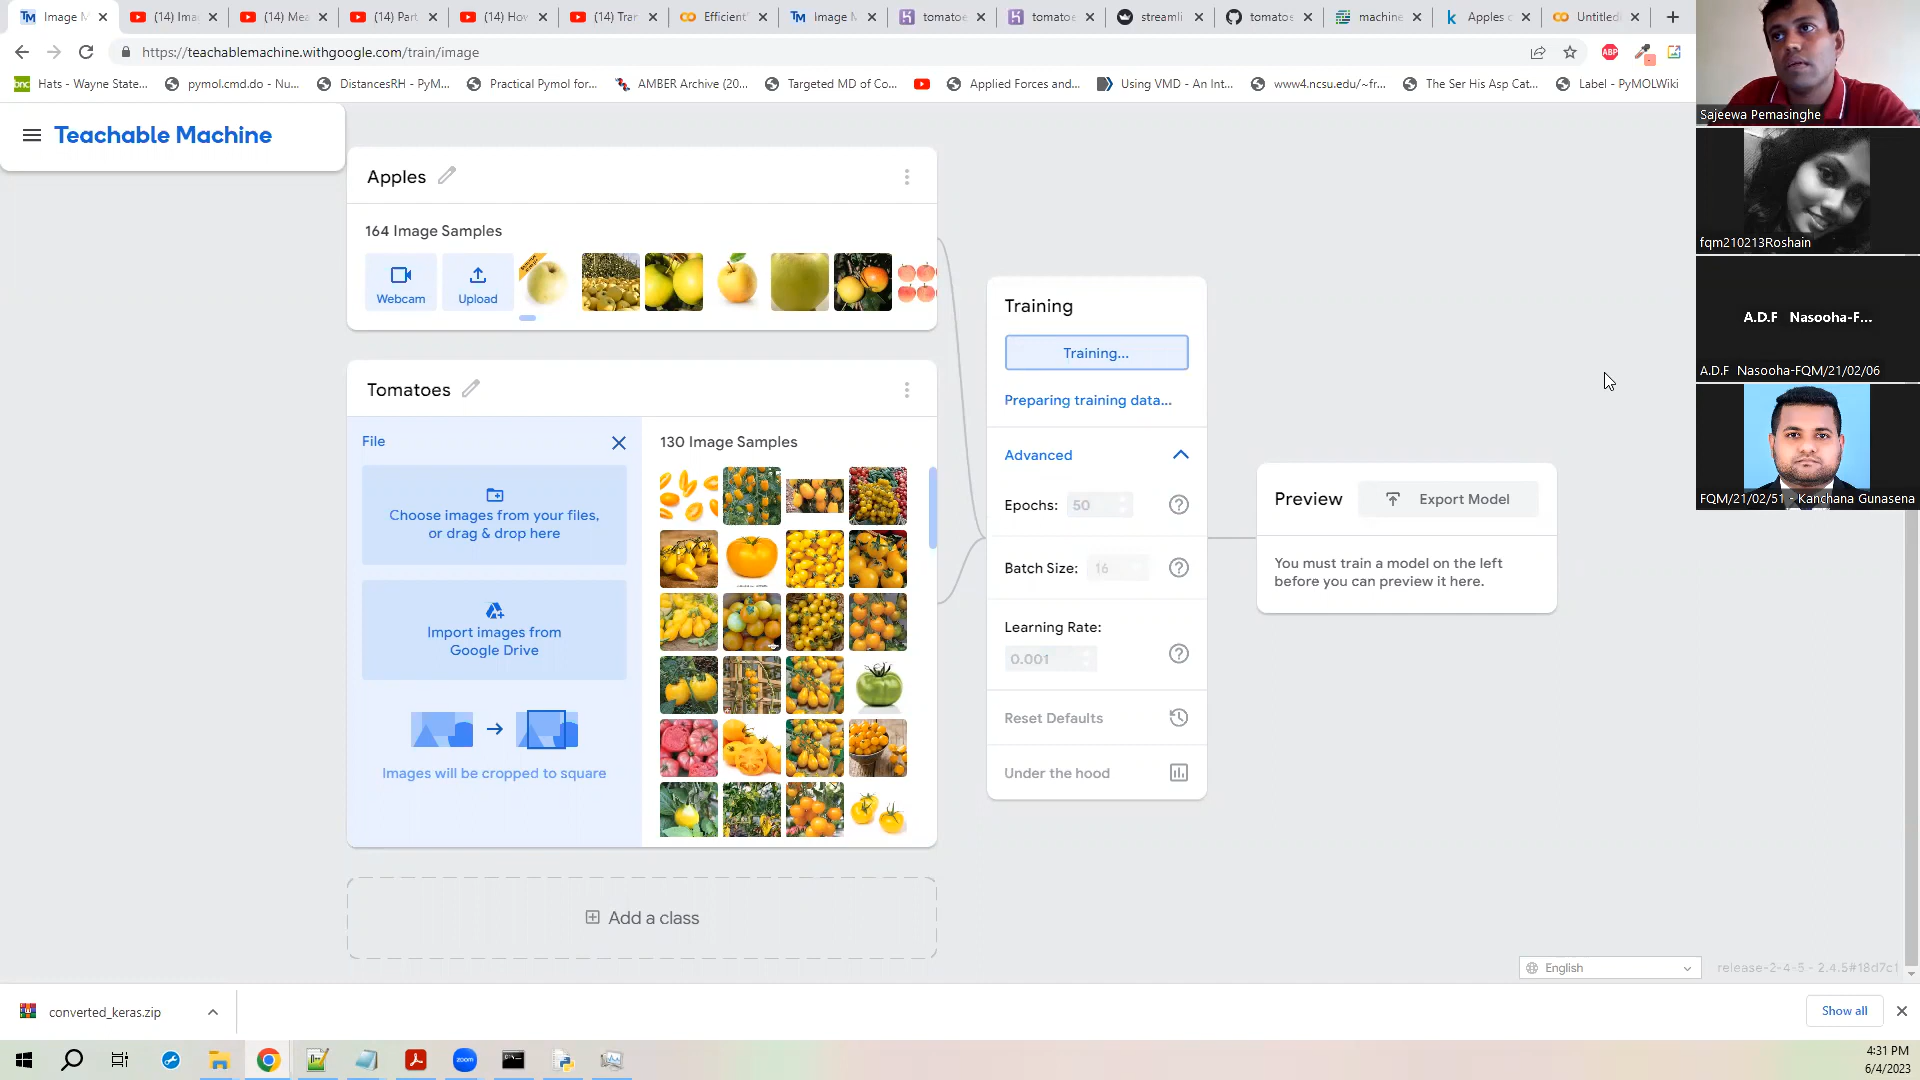 Image M
(14) Ima
(14) Mea
(14) Part
(14) How
(14) Tran
Efficient
Image M
tomatoe
tomatoe
streamli
tomatoe
machine
Apples o
Untitled
https://teachablemachine.withgoogle.com/train/image
ABP
Hats - Wayne State...
pymol.cmd.do - Nu...
DistancesRH - PyM...
Practical Pymol for...
AMBER Archive (20...
Targeted MD of Co...
Applied Forces and...
Using VMD - An Int...
www4.ncsu.edu/~fr...
The Ser His Asp Cat...
Label - PyMOLWiki
Sajeewa Pemasinghe
fqm210213Roshain
A.D.F Nasooha-F...
A.D.F Nasooha-FQM/21/02/06
FQM/21/02/51 - Kanchana Gunasena
Teachable Machine
Apples
164 Image Samples
Webcam
Upload
Tomatoes
File
Choose images from your files,
or drag & drop here
Import images from
Google Drive
Images will be cropped to square
130 Image Samples
Add a class
Training
Training...
Preparing training data...
Advanced
Epochs: 50
Batch Size: 16
Learning Rate:
0.001
Reset Defaults
Under the hood
Preview
Export Model
You must train a model on the left
before you can preview it here.
English
release-2-4-5 - 2.4.5#18d7c1
converted_keras.zip
Show all
zoom
4:31 PM
6/4/2023